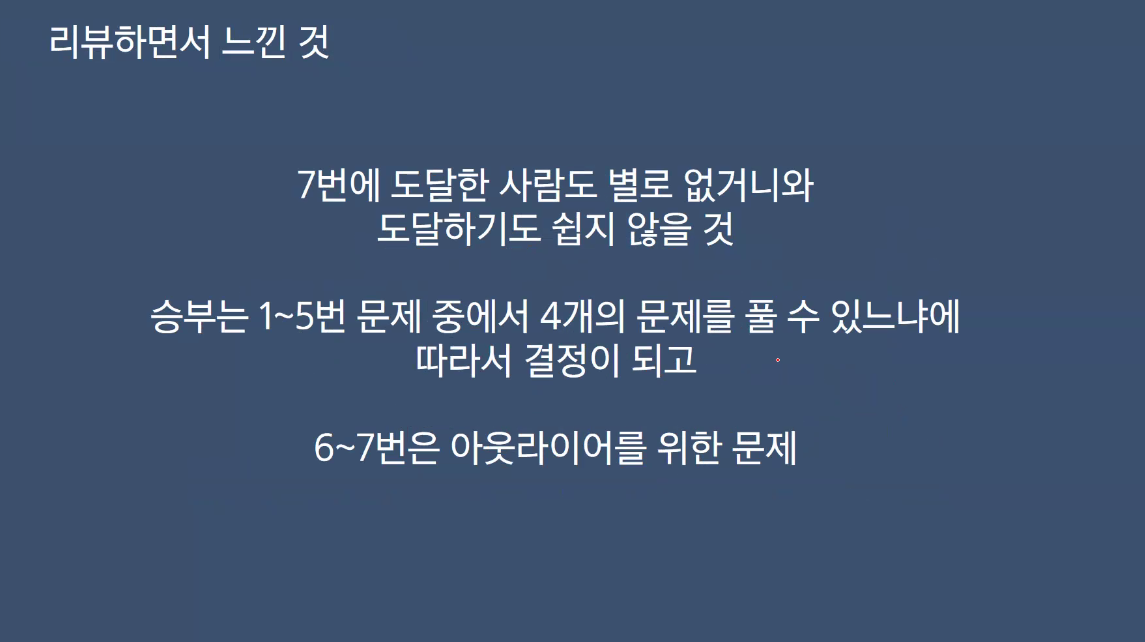 리뷰하면서 느낀 것
7번에 도달한 사람도 별로 없거니와
도달하기도 쉽지 않을 것
승부는 1~5번 문제 중에서 4개의 문제를 풀 수 있느냐에
따라서 결정이 되고
6~7번은 아웃라이어를 위한 문제